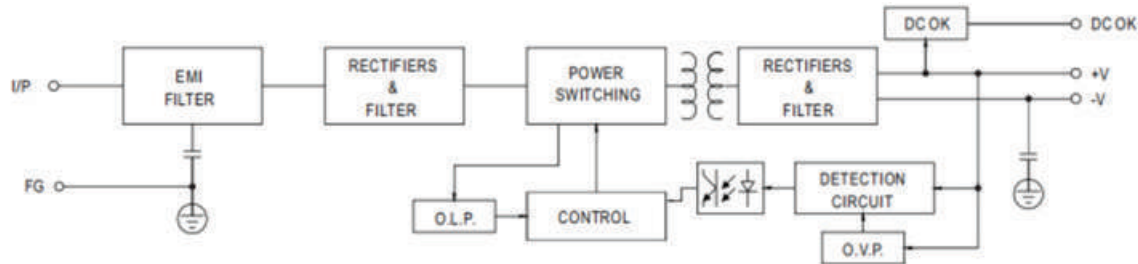 DC OK
DC OK
I/P
EMI
FILTER
RECTIFIERS
&
FILTER
POWER
SWITCHING
RECTIFIERS
&
FILTER
+V
-V
FG
O.L.P.
CONTROL
DETECTION
CIRCUIT
O.V.P.